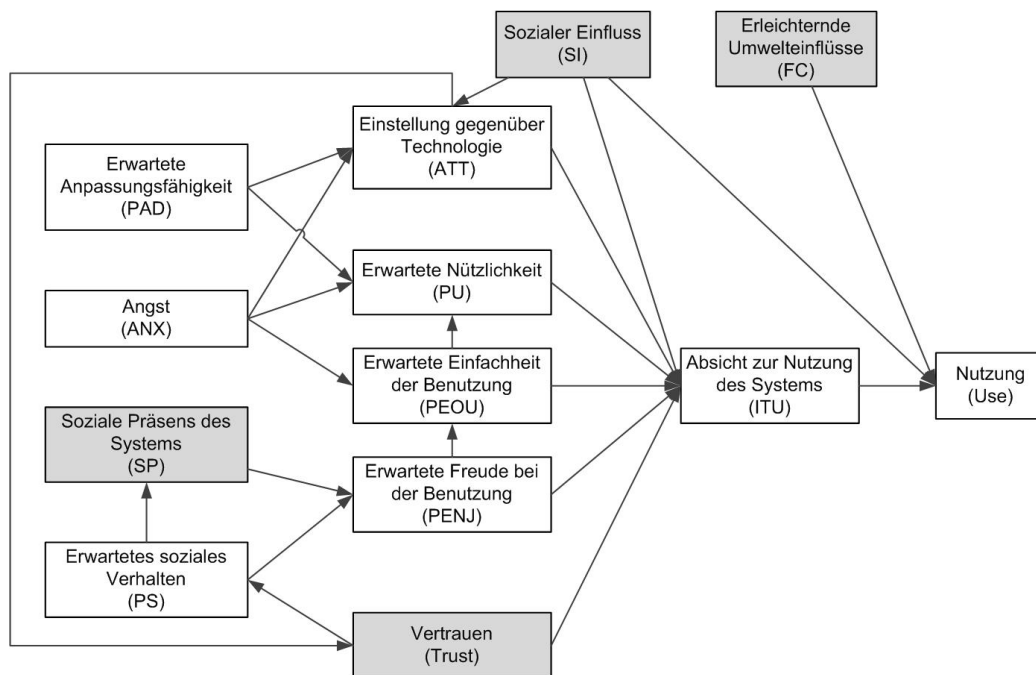 Sozialer Einfluss
(SI)
Erleichternde
Umwelteinflüsse
(FC)
Einstellung gegenüber
Technologie
(ATT)
Erwartete
Anpassungsfähigkeit
(PAD)
Erwartete Nützlichkeit
(PU)
Angst
(ANX)
Erwartete Einfachheit
der Benutzung
(PEOU)
Absicht zur Nutzung
des Systems
(ITU)
Nutzung
(Use)
Soziale Präsens des
Systems
(SP)
Erwartete Freude bei
der Benutzung
(PENJ)
Erwartetes soziales
Verhalten
(PS)
Vertrauen
(Trust)